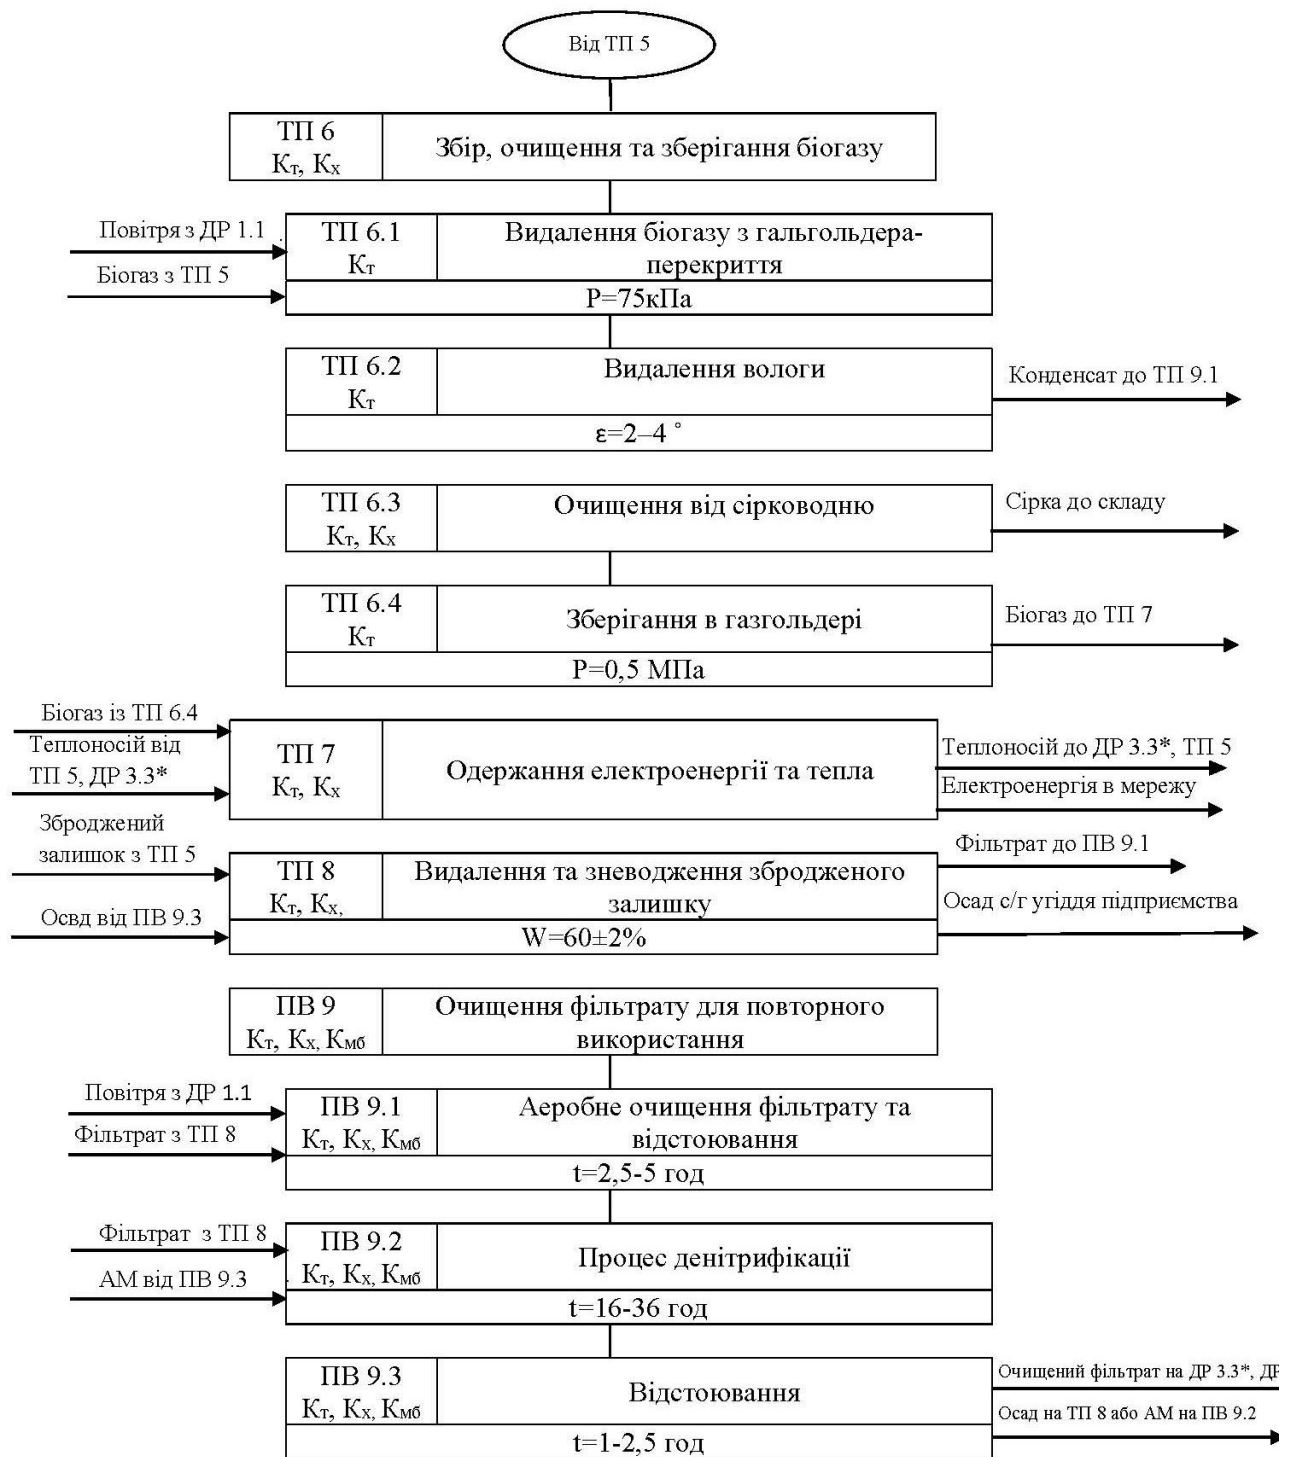 Від ТП 5
ТП 6
Кт, Кх
Збір, очищення та зберігання біогазу
Повітря з ДР 1.1
Біогаз з ТП 5
ТП 6.1
Кт
Видалення біогазу з гальгольдера-
перекриття
P=75кПа
ТП 6.2
Кт
Видалення вологи
ε=2–4 °
Конденсат до ТП 9.1
ТП 6.3
Кт, Кх
Очищення від сірководню
Сірка до складу
ТП 6.4
Кт
Зберігання в газгольдері
P=0,5 МПа
Біогаз до ТП 7
Біогаз із ТП 6.4
Теплоносій від
ТП 5, ДР 3.3*
ТП 7
Кт, Кх
Одержання електроенергії та тепла
Теплоносій до ДР 3.3*, ТП 5
Електроенергія в мережу
Зброджений
залишок з ТП 5
Освд від ПВ 9.3
ТП 8
Кт, Кх,
Видалення та зневодження збродженого
залишку
W=60±2%
Фільтрат до ПВ 9.1
Осад с/г угіддя підприємства
ПВ 9
Кт, Кх, Кмб
Очищення фільтрату для повторного
використання
Повітря з ДР 1.1
Фільтрат з ТП 8
ПВ 9.1
Кт, Кх, Кмб
Аеробне очищення фільтрату та
відстоювання
t=2,5-5 год
Фільтрат з ТП 8
АМ від ПВ 9.3
ПВ 9.2
Кт, Кх, Кмб
Процес денітрифікації
t=16-36 год
ПВ 9.3
Кт, Кх, Кмб
Відстоювання
t=1-2,5 год
Очищений фільтрат на ДР 3.3*, ДР
Осад на ТП 8 або АМ на ПВ 9.2